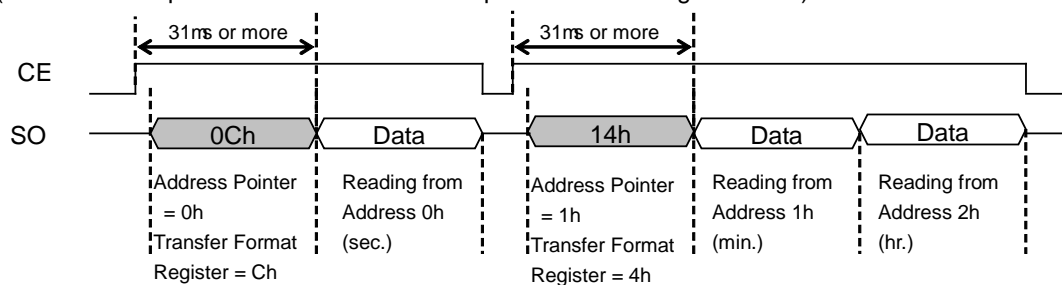 31ms or more 31ms or more
CE
SO 0Ch Data 14h Data Data
Address Pointer Reading from Address Pointer Reading from Reading from
= 0h Address 0h = 1h Address 1h Address 2h
Transfer Format (sec.) Transfer Format (min.) (hr.)
Register = Ch Register = 4h